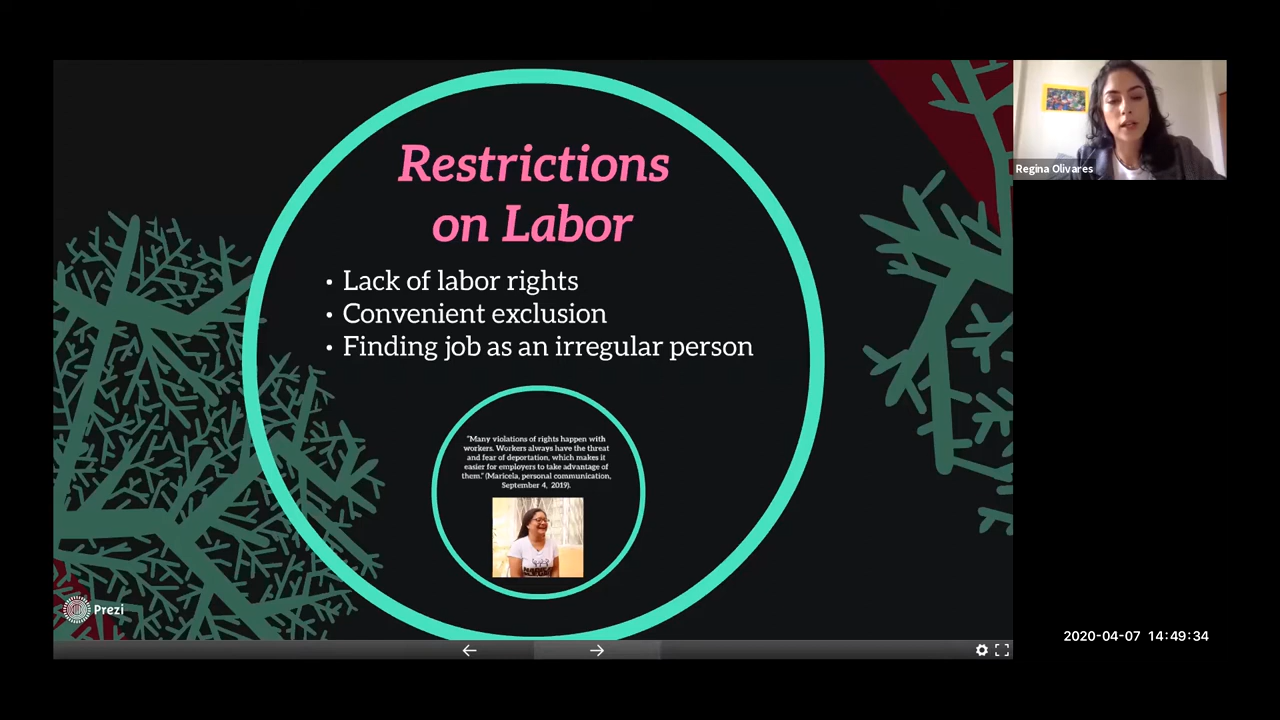 Restrictions
on Labor
• Lack of labor rights
• Convenient exclusion
• Finding job as an irregular person
"Many violations of rights happen with
workers. Workers always have the threat
and fear of deportation, which makes it
easier for employers to take advantage of
them." (Maricela, personal communication,
September 4, 2019).
Prezi
Regina Olivares
2020-04-07 14:49:34